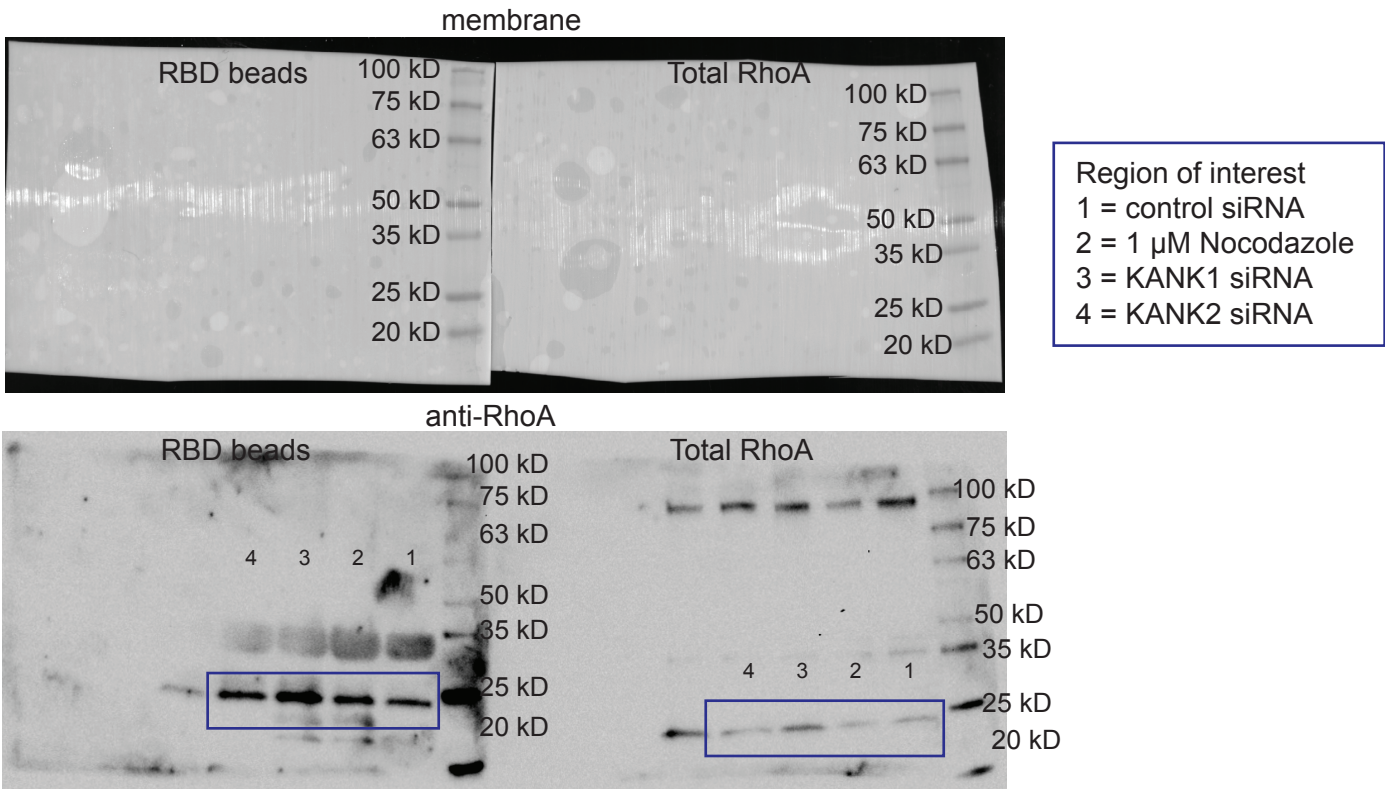 membrane
RBD beads
100 kD
75 kD
63 kD
50 kD
35 kD
25 kD
20 kD
Total RhoA
100 kD
75 kD
63 kD
50 kD
35 kD
25 kD
20 kD
Region of interest
1 = control siRNA
2 = 1 µM Nocodazole
3 = KANK1 siRNA
4 = KANK2 siRNA
anti-RhoA
RBD beads
100 kD
75 kD
63 kD
4 3 2 1
50 kD
35 kD
25 kD
20 kD
Total RhoA
100 kD
75 kD
63 kD
50 kD
35 kD
4 3 2 1
25 kD
20 kD